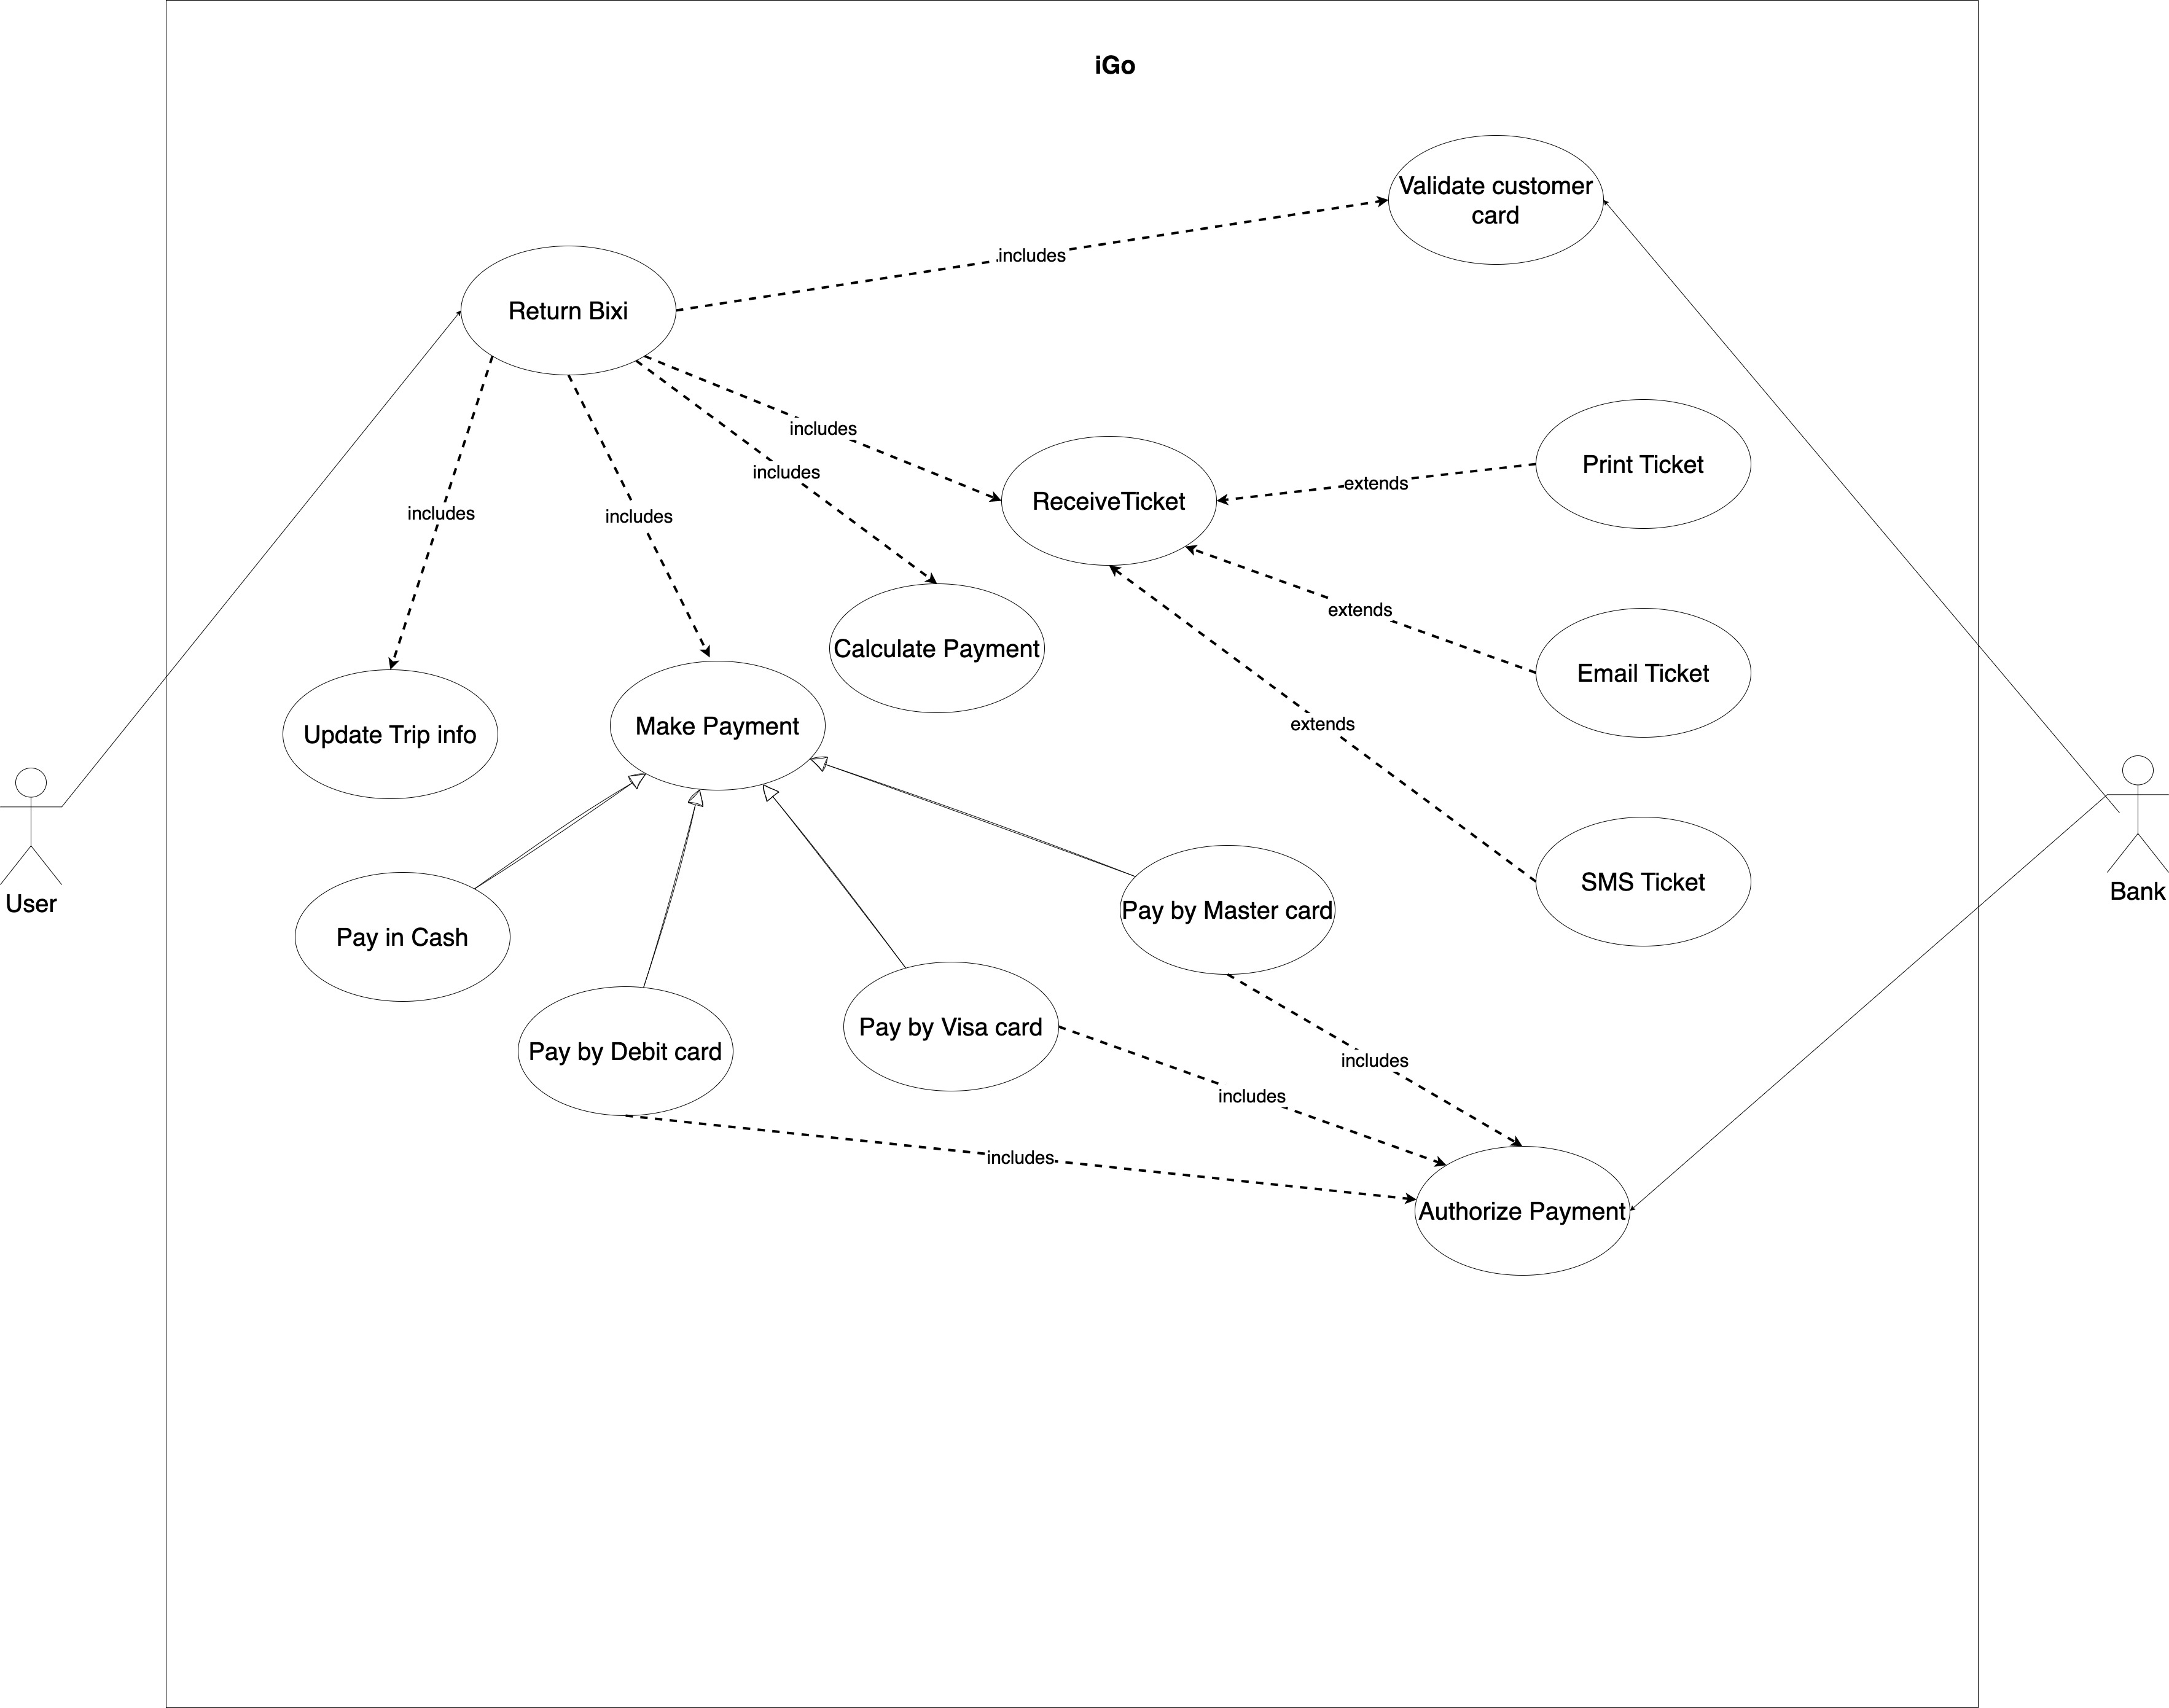 iGo
Validate customer
card
includes
Return Bixi
includes
Print Ticket
extends
includes
ReceiveTicket
includes
includes
extends
Calculate Payment
Email Ticket
extends
Make Payment
Update Trip info
SMS Ticket
User
Bank
Pay by Master card
Pay in Cash
Pay by Visa card
Pay by Debit card
includes
includes
includes
Authorize Payment